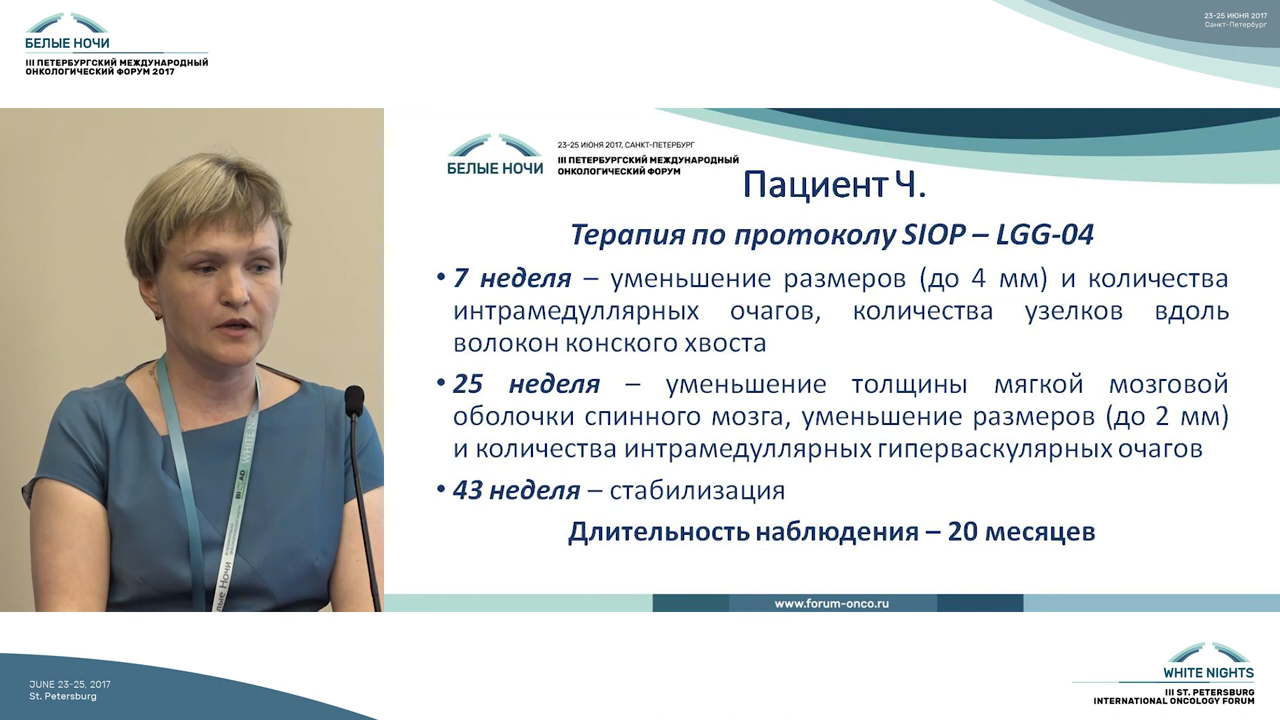 БЕЛЫЕ НОЧИ
III ПЕТЕРБУРГСКИЙ МЕЖДУНАРОДНЫЙ
ОНКОЛОГИЧЕСКИЙ ФОРУМ 2017
23-25 ИЮНЯ 2017
Санкт-Петербург
БЕЛЫЕ НОЧИ
23-25 ИЮНЯ 2017, САНКТ-ПЕТЕРБУРГ
III ПЕТЕРБУРГСКИЙ МЕЖДУНАРОДНЫЙ
ОНКОЛОГИЧЕСКИЙ ФОРУМ
Пациент Ч.
Терапия по протоколу SIOP – LGG-04
• 7 неделя – уменьшение размеров (до 4 мм) и количества
интрамедуллярных очагов, количества узелков вдоль
волокон конского хвоста
• 25 неделя – уменьшение толщины мягкой мозговой
оболочки спинного мозга, уменьшение размеров (до 2 мм)
и количества интрамедуллярных гиперваскулярных очагов
• 43 неделя – стабилизация
Длительность наблюдения – 20 месяцев
www.forum-onco.ru
WHITE N
лые Ночи
JUNE 23-25, 2017
St. Petersburg
WHITE NIGHTS
III ST. PETERSBURG
INTERNATIONAL ONCOLOGY FORUM